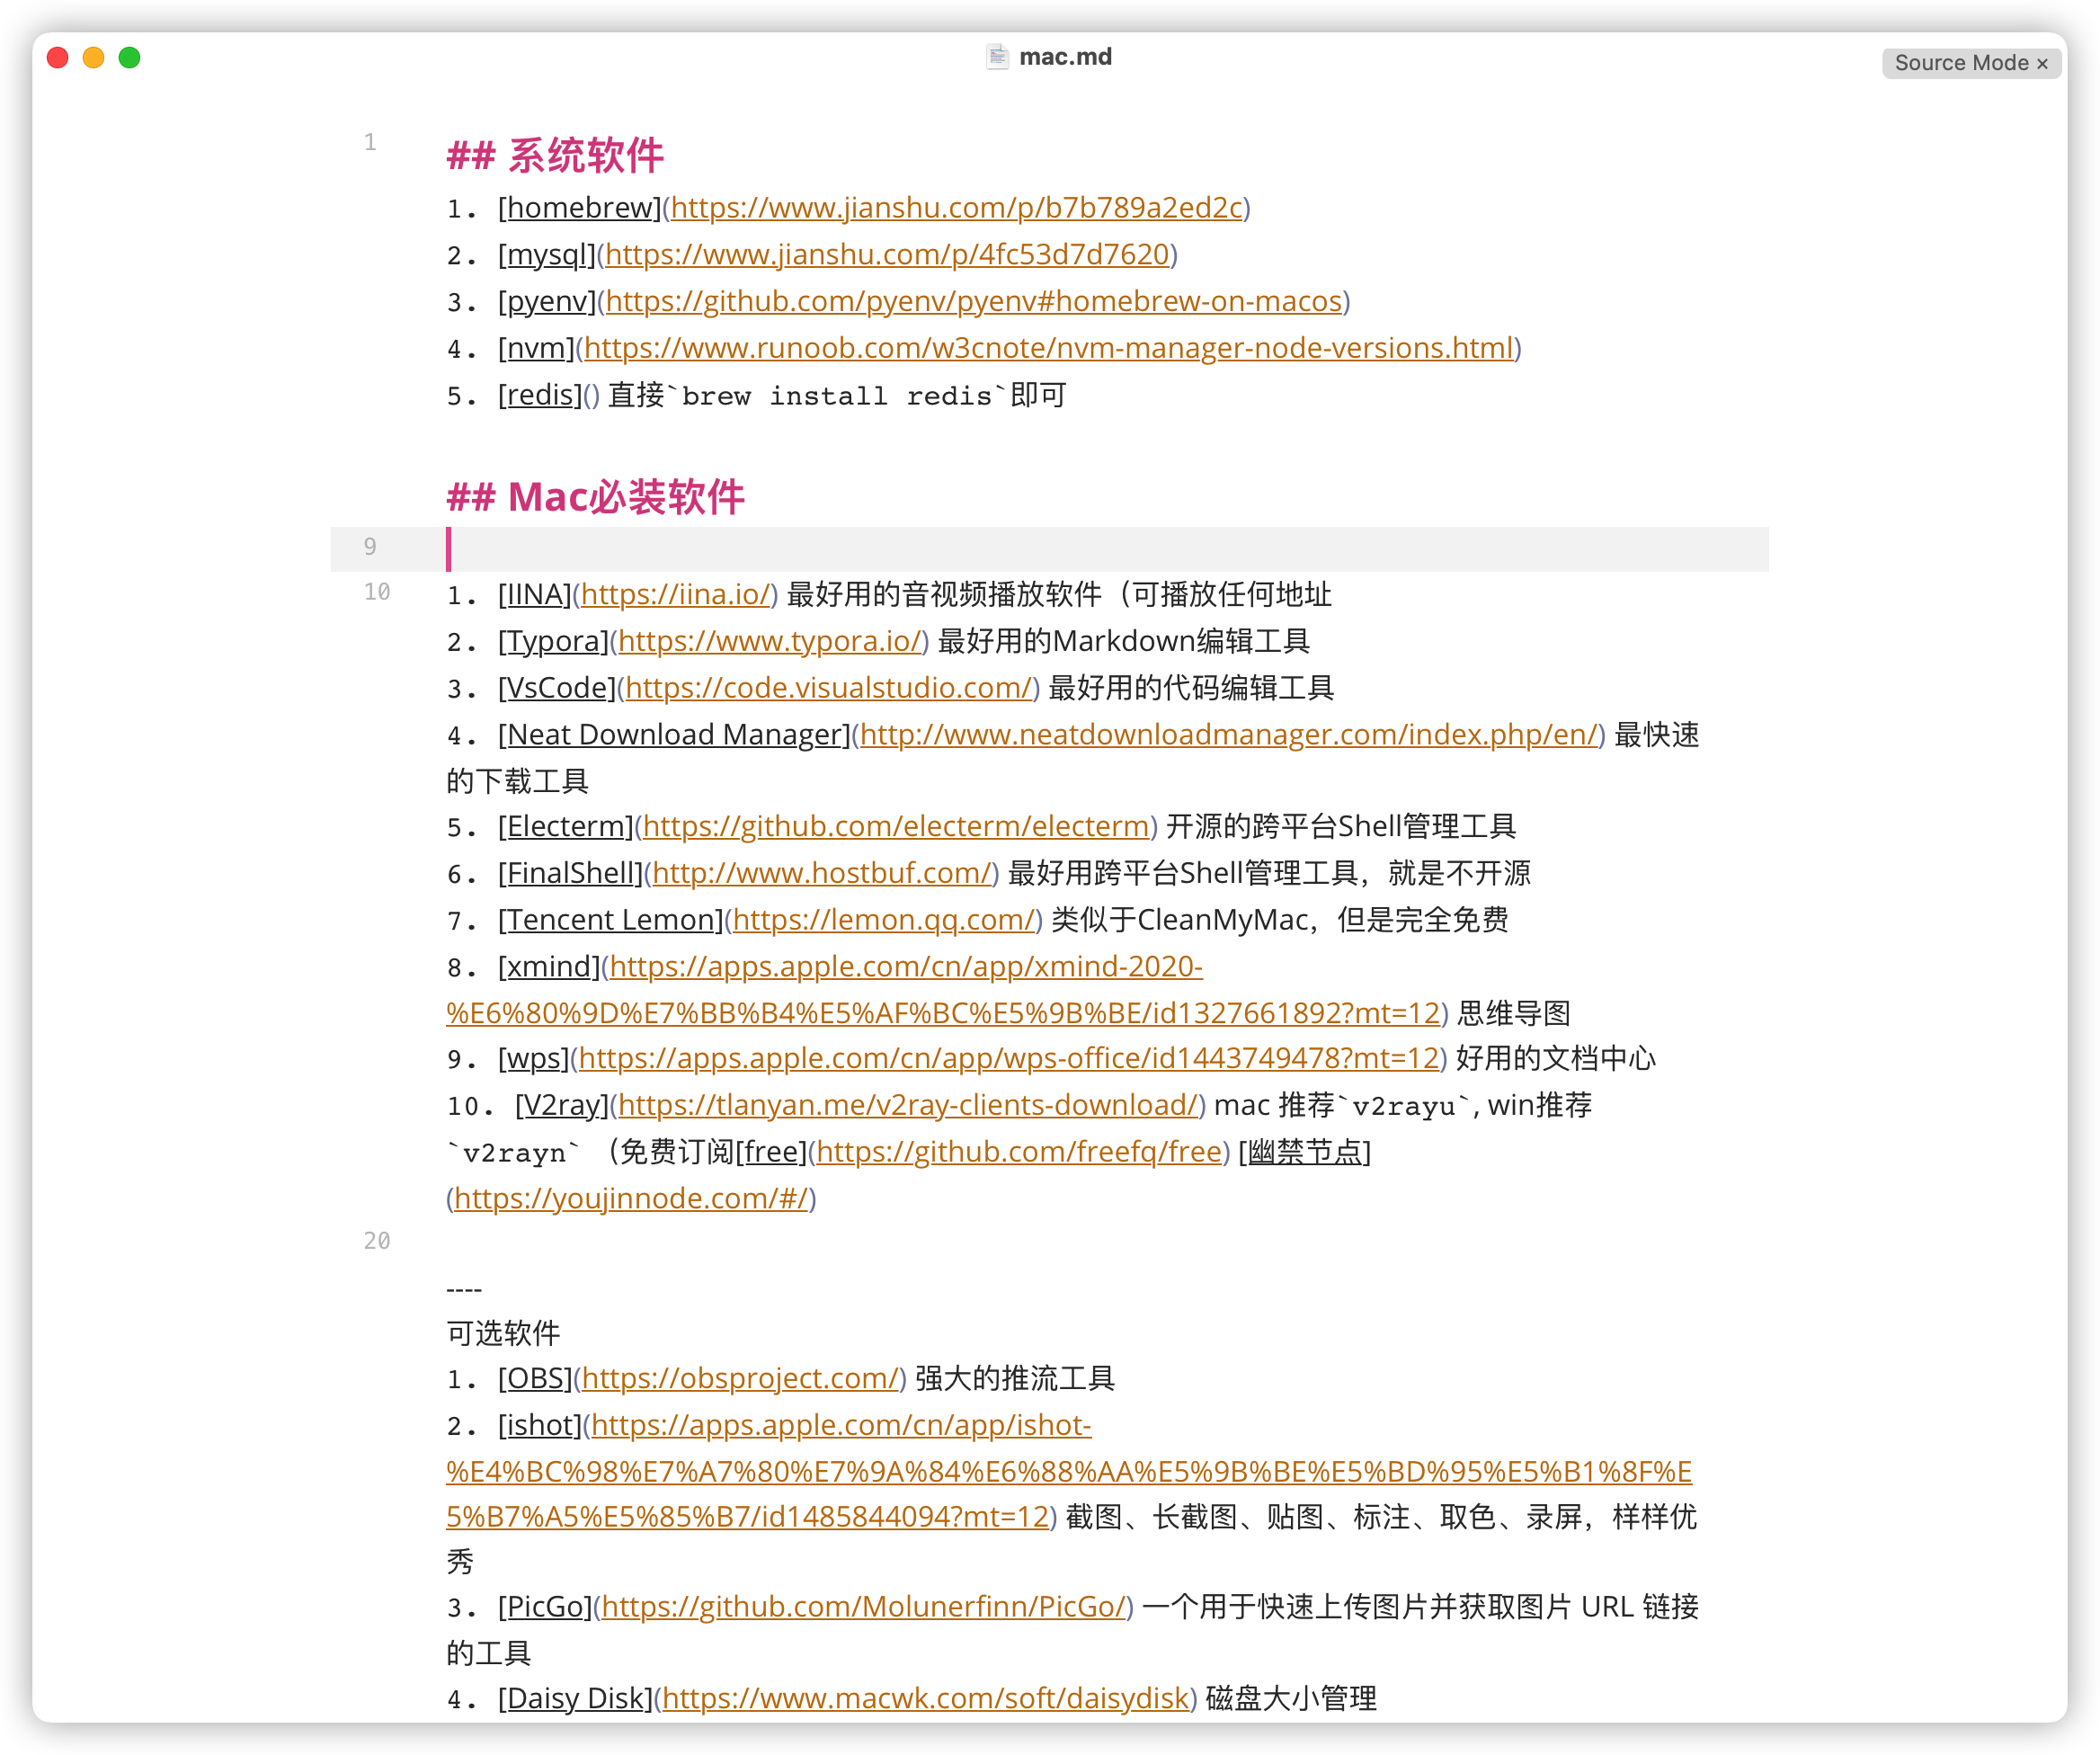 mac.md
Source Mode ×
1
## 系统软件
1. [homebrew](https://www.jianshu.com/p/b7b789a2ed2c)
2. [mysql](https://www.jianshu.com/p/4fc53d7d7620)
3. [pyenv](https://github.com/pyenv/pyenv#homebrew-on-macos)
4. [nvm](https://www.runoob.com/w3cnote/nvm-manager-node-versions.html)
5. [redis]() 直接`brew install redis`即可
## Mac必装软件
9
10
1. [IINA](https://iina.io/) 最好用的音视频播放软件（可播放任何地址
2. [Typora](https://www.typora.io/) 最好用的Markdown编辑工具
3. [VsCode](https://code.visualstudio.com/) 最好用的代码编辑工具
4. [Neat Download Manager](http://www.neatdownloadmanager.com/index.php/en/) 最快速
的下载工具
5. [Electerm](https://github.com/electerm/electerm) 开源的跨平台Shell管理工具
6. [FinalShell](http://www.hostbuf.com/) 最好用跨平台Shell管理工具，就是不开源
7. [Tencent Lemon](https://lemon.qq.com/) 类似于CleanMyMac，但是完全免费
8. [xmind](https://apps.apple.com/cn/app/xmind-2020-
%E6%80%9D%E7%BB%B4%E5%AF%BC%E5%9B%BE/id1327661892?mt=12) 思维导图
9. [wps](https://apps.apple.com/cn/app/wps-office/id1443749478?mt=12) 好用的文档中心
10. [V2ray](https://tlanyan.me/v2ray-clients-download/) mac 推荐`v2rayu`, win推荐
`v2rayn` （免费订阅[free](https://github.com/freefq/free) [幽禁节点]
(https://youjinnode.com/#/)
20
----
可选软件
1. [OBS](https://obsproject.com/) 强大的推流工具
2. [ishot](https://apps.apple.com/cn/app/ishot-
%E4%BC%98%E7%A7%80%E7%9A%84%E6%88%AA%E5%9B%BE%E5%BD%95%E5%B1%8F%E
5%B7%A5%E5%85%B7/id1485844094?mt=12) 截图、长截图、贴图、标注、取色、录屏，样样优
秀
3. [PicGo](https://github.com/Molunerfinn/PicGo/) 一个用于快速上传图片并获取图片 URL 链接
的工具
4. [Daisy Disk](https://www.macwk.com/soft/daisydisk) 磁盘大小管理